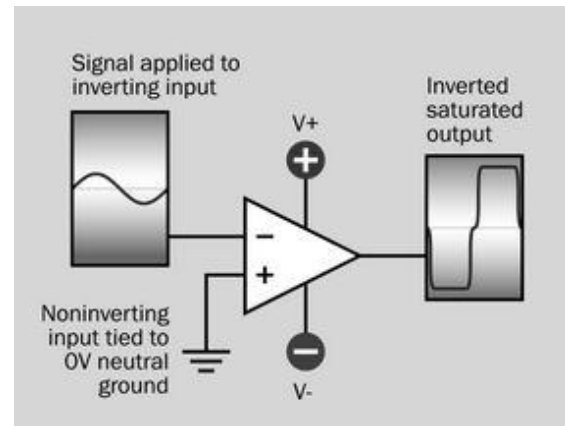 Signal applied to
inverting input
Inverted
saturated
output
V+
+
−
+
Noninverting
input tied to
0V neutral
ground
−
V-